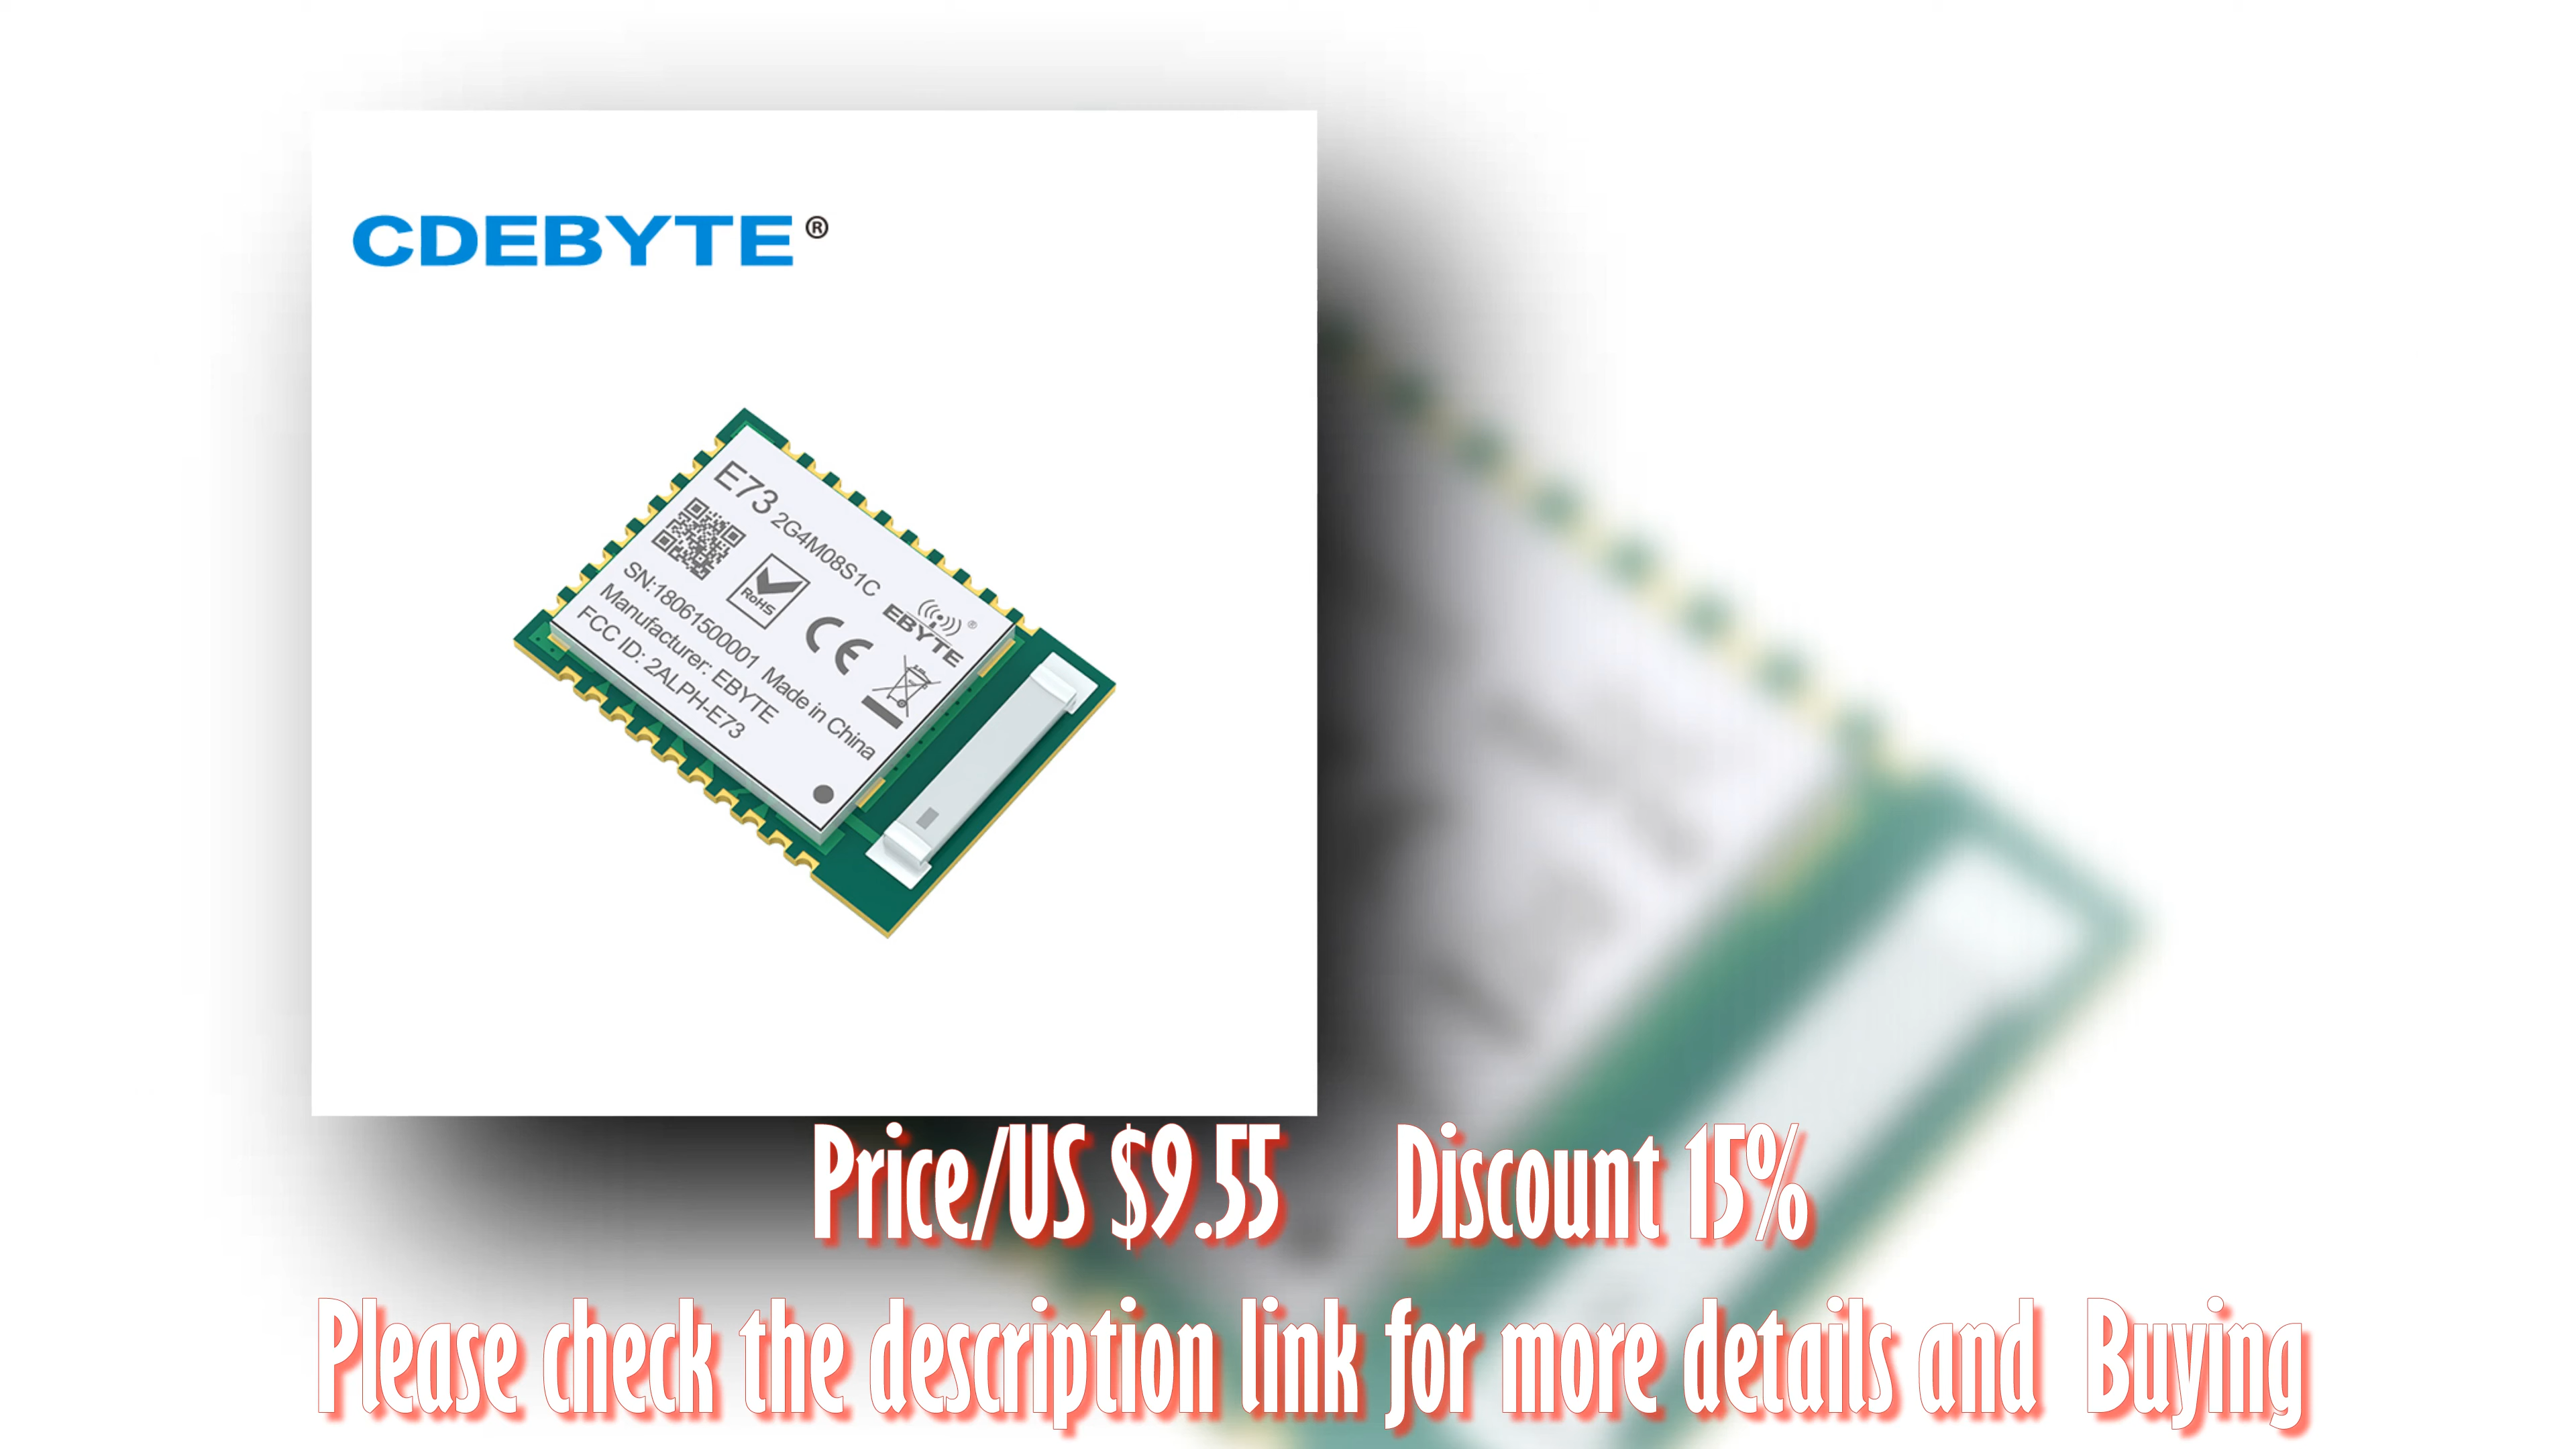 CDEBYTE®
E73 2G4M08S1C
RoHS
CE
EBYTE®
SN:18061500001 Made in China
Manufacturer: EBYTE
FCC ID: 2ALPH-E73
Price/US $9.55 Discount 15%
Please check the description link for more details and Buying